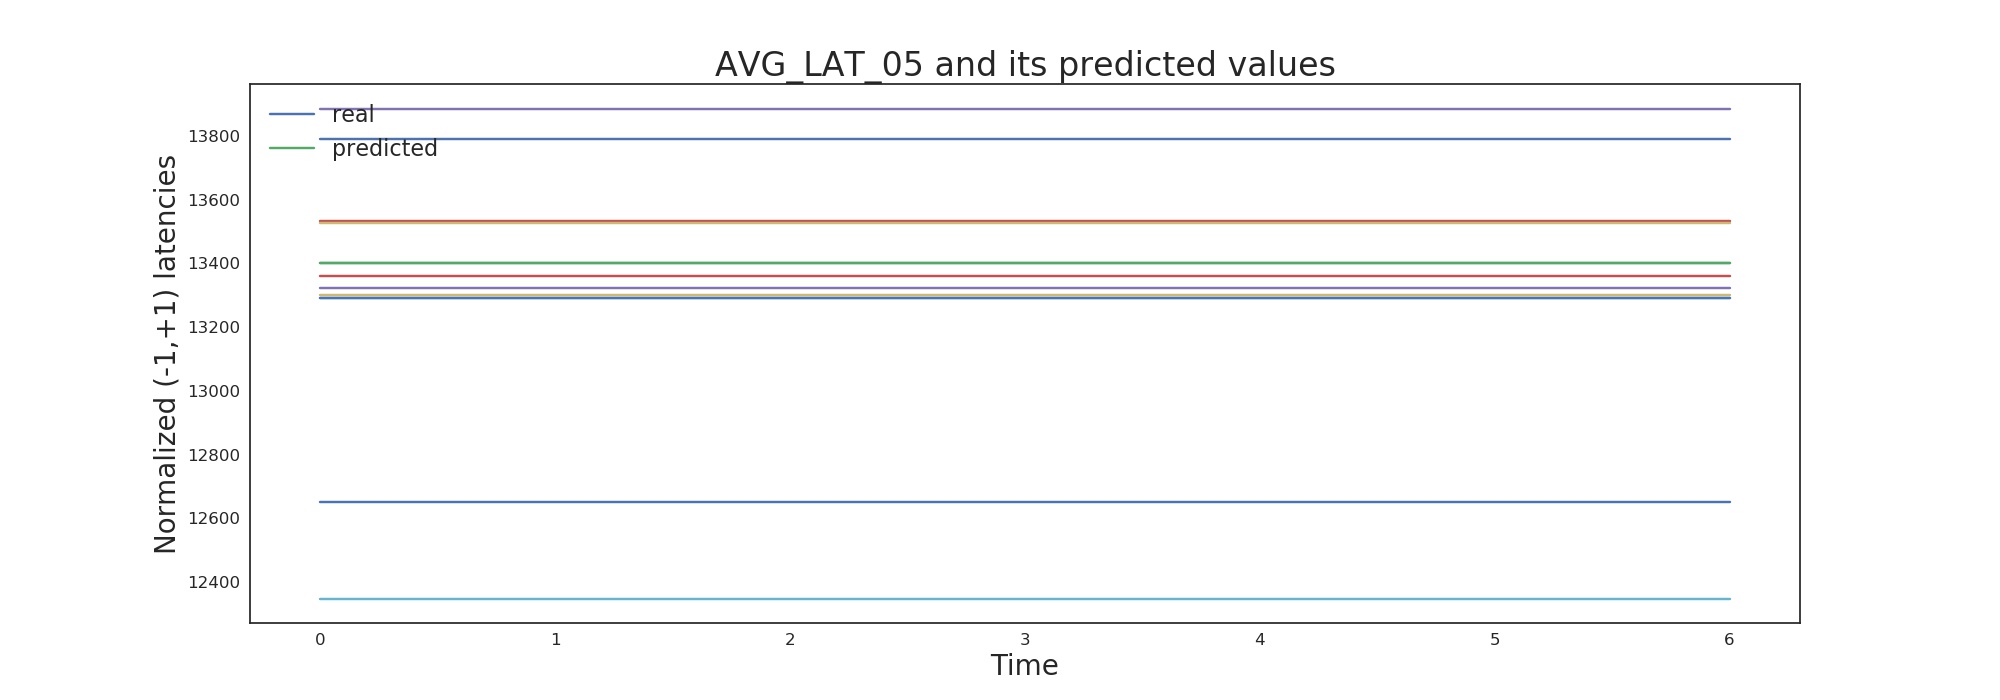 AVG_LAT_05 and its predicted values
real
predicted
Normalized (-1,+1) latencies
13800
13600
13400
13200
13000
12800
12600
12400
0 1 2 3 4 5 6
Time